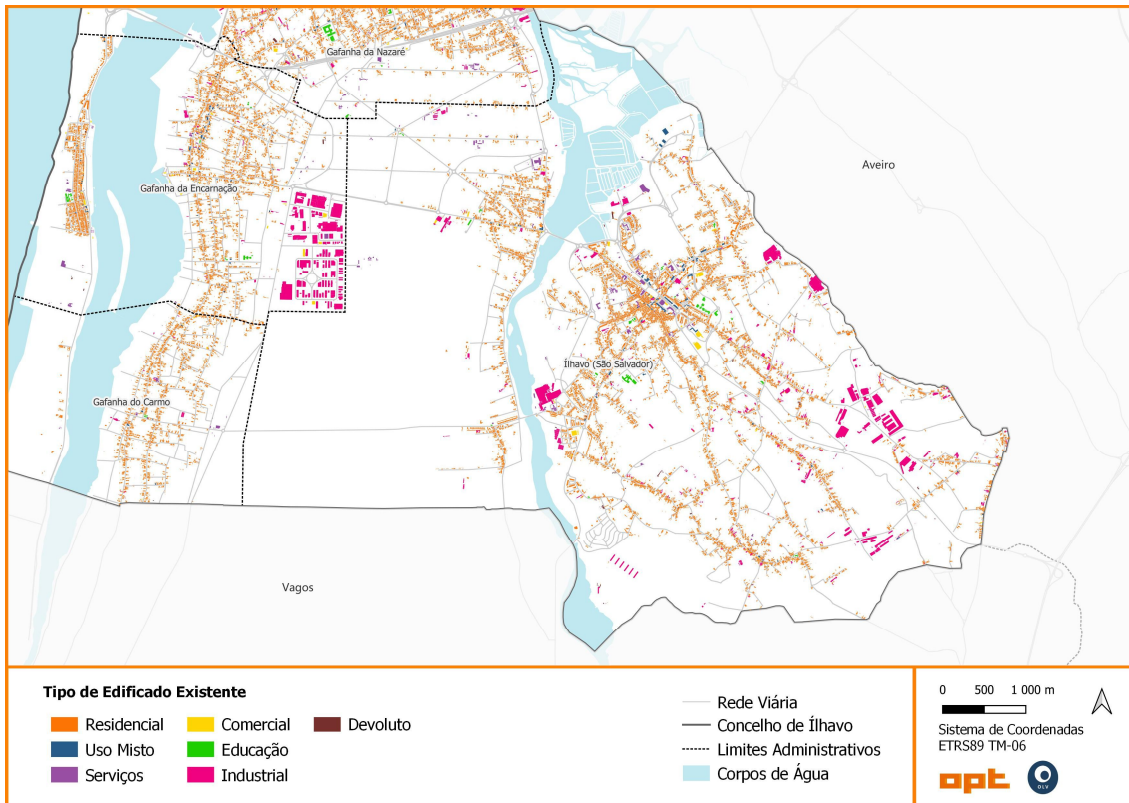 Gafanha da Nazaré
Aveiro
Gafanha da Encarnação
Ílhavo (São Salvador)
Gafanha do Carmo
Vagos
Tipo de Edificado Existente
Residencial
Comercial
Devoluto
Uso Misto
Educação
Serviços
Industrial
Rede Viária
Concelho de Ílhavo
Limites Administrativos
Corpos de Água
0 500 1 000 m
Sistema de Coordenadas
ETRS89 TM-06
opt
OLV